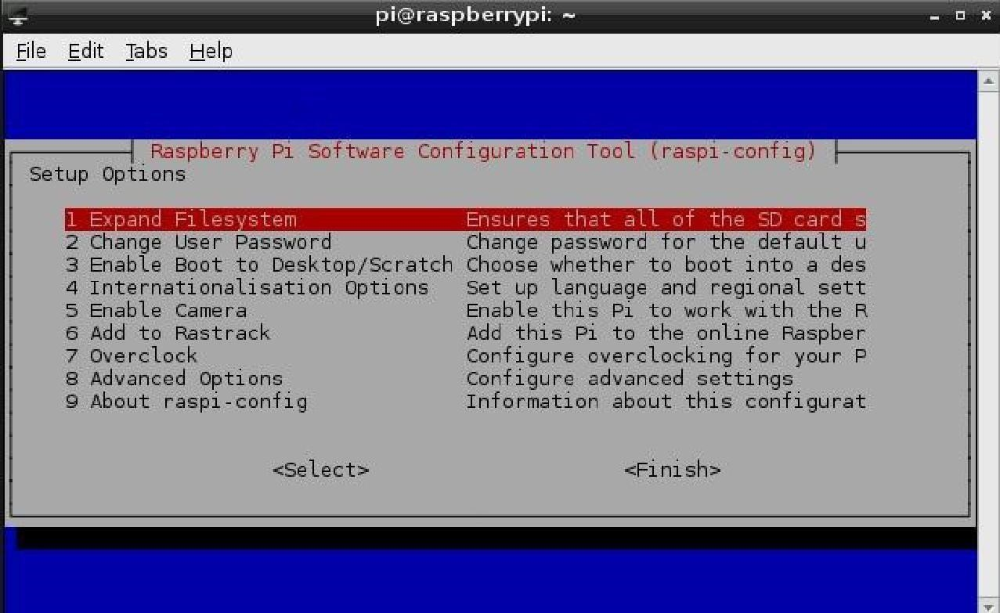 pi@raspberrypi: ~
File Edit Tabs Help
Raspberry Pi Software Configuration Tool (raspi-config)
Setup Options
1 Expand Filesystem Ensures that all of the SD card s
2 Change User Password Change password for the default u
3 Enable Boot to Desktop/Scratch Choose whether to boot into a des
4 Internationalisation Options Set up language and regional sett
5 Enable Camera Enable this Pi to work with the R
6 Add to Rastrack Add this Pi to the online Raspber
7 Overclock Configure overclocking for your P
8 Advanced Options Configure advanced settings
9 About raspi-config Information about this configurat
<Select> <Finish>